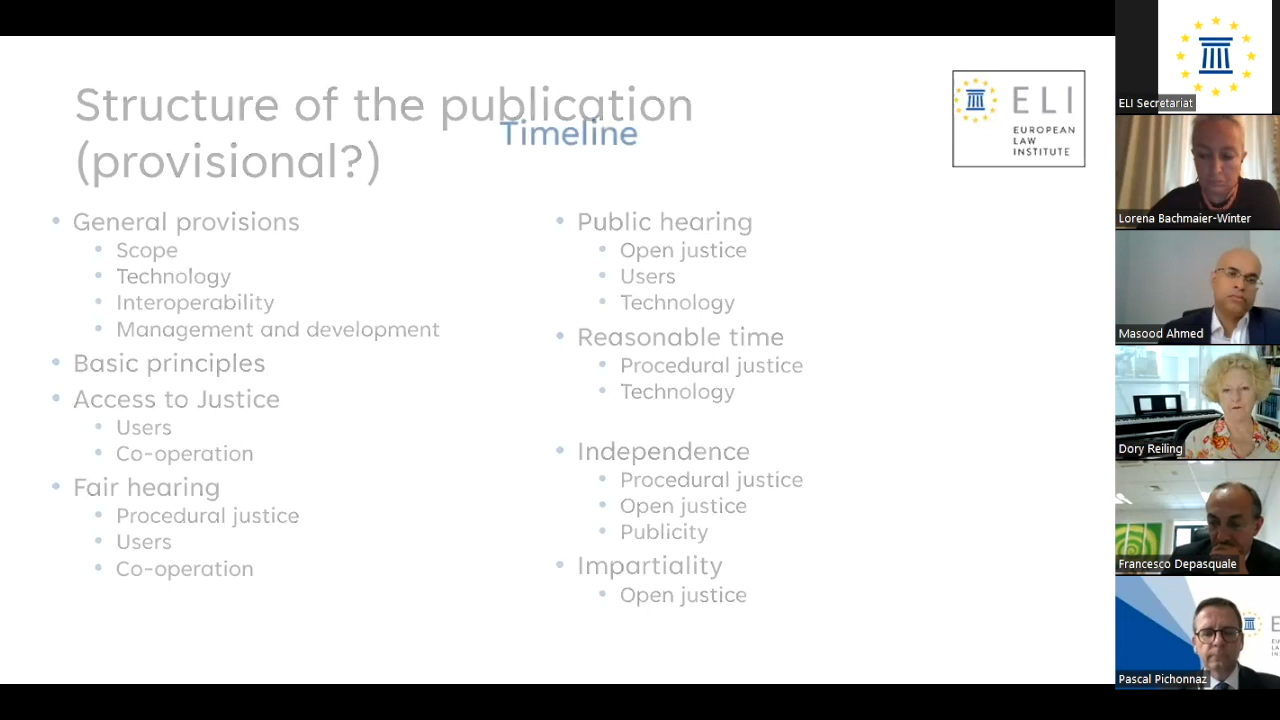 Structure of the publication
Timeline
(provisional?)
ELI
EUROPEAN
LAW
INSTITUTE
• General provisions
• Scope
• Technology
• Interoperability
• Management and development
• Basic principles
• Access to Justice
• Users
• Co-operation
• Fair hearing
• Procedural justice
• Users
• Co-operation
• Public hearing
• Open justice
• Users
• Technology
• Reasonable time
• Procedural justice
• Technology
• Independence
• Procedural justice
• Open justice
• Publicity
• Impartiality
• Open justice
ELI Secretariat
Lorena Bachmaier-Winter
Masood Ahmed
Dory Reiling
Francesco Depasquale
Pascal Pichonnaz